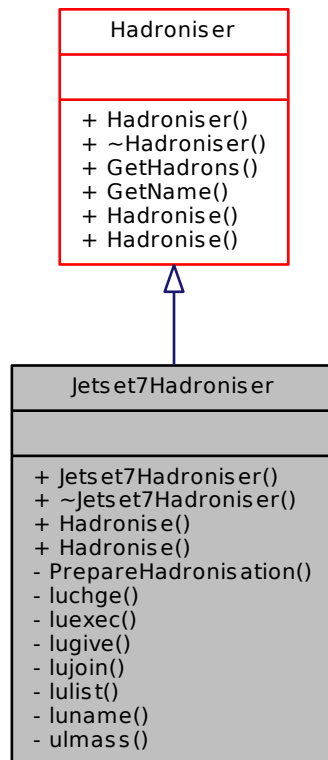 Hadroniser
+ Hadroniser()
+ ~Hadroniser()
+ GetHadrons()
+ GetName()
+ Hadronise()
+ Hadronise()
Jetset7Hadroniser
+ Jetset7Hadroniser()
+ ~Jetset7Hadroniser()
+ Hadronise()
+ Hadronise()
- PrepareHadronisation()
- luchge()
- luexec()
- lugive()
- lujoin()
- lulist()
- luname()
- ulmass()